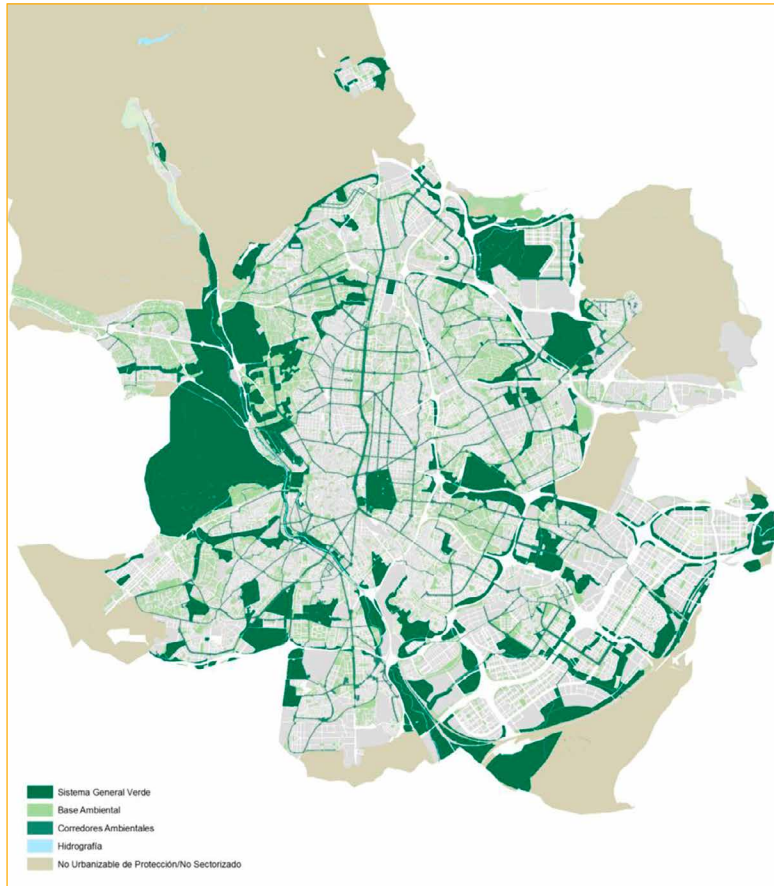 Sistema General Verde
Base Ambiental
Corredores Ambientales
Hidrografía
No Urbanizable de Protección/No Sectorizado